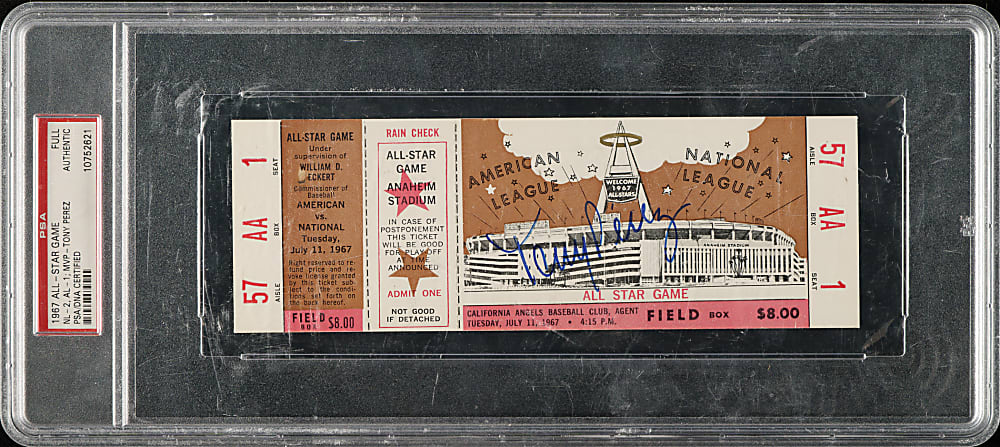 PSA
1967 ALL-STAR GAME
NL-2, AL-1, MVP-TONY PEREZ
PSA/DNA CERTIFIED
FULL
AUTHENTIC
10752621
57 AA 1
AISLE BOX SEAT
ALL-STAR GAME
Under
supervision of
WILLIAM D.
ECKERT
Commissioner of
Baseball
AMERICAN
vs.
NATIONAL
Tuesday,
July 11, 1967
Right reserved to re-
fund price and re-
voke license granted
by this ticket subject
to the condi-
tions set forth on
the back hereof.
FIELD
BOX $8.00
RAIN CHECK
ALL-STAR
GAME
ANAHEIM
STADIUM
IN CASE OF
POSTPONEMENT
THIS TICKET
WILL BE GOOD
FOR PLAYOFF
AT TIME
ANNOUNCED
ADMIT ONE
NOT GOOD
IF DETACHED
AMERICAN
LEAGUE
NATIONAL
LEAGUE
WELCOME
1967
ALL-STARS
Tony Perez
ANAHEIM STADIUM
ALL STAR GAME
CALIFORNIA ANGELS BASEBALL CLUB, AGENT
TUESDAY, JULY 11, 1967 • 4:15 P.M.
FIELD BOX $8.00
57 AA 1
AISLE BOX SEAT